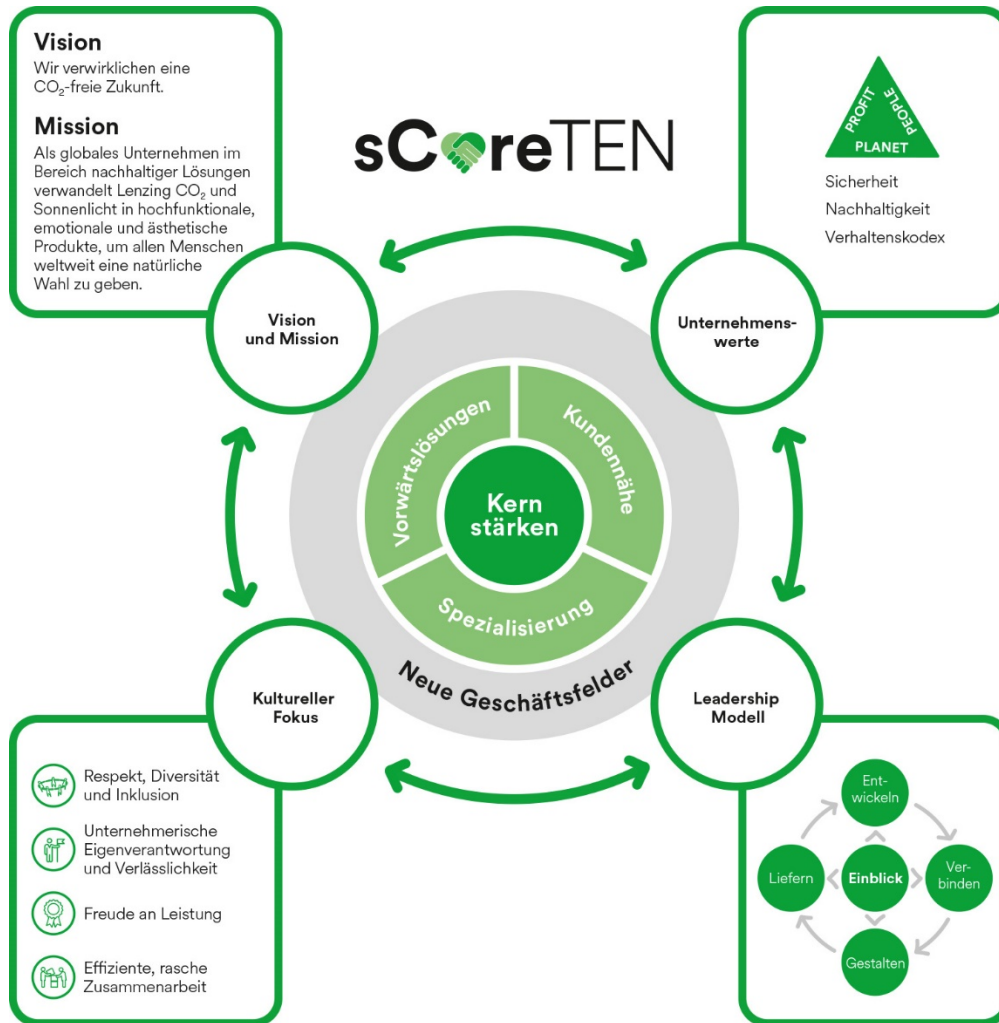 Vision
Wir verwirklichen eine
CO₂-freie Zukunft.
Mission
Als globales Unternehmen im
Bereich nachhaltiger Lösungen
verwandelt Lenzing CO₂ und
Sonnenlicht in hochfunktionale,
emotionale und ästhetische
Produkte, um allen Menschen
weltweit eine natürliche
Wahl zu geben.
sCoreTEN
PROFIT
PEOPLE
PLANET
Sicherheit
Nachhaltigkeit
Verhaltenskodex
Vision
und Mission
Unternehmens-
werte
Vorwärtslösungen
Kundennähe
Kern
stärken
Spezialisierung
Neue Geschäftsfelder
Kultureller
Fokus
Leadership
Modell
Respekt, Diversität
und Inklusion
Unternehmerische
Eigenverantwortung
und Verlässlichkeit
Freude an Leistung
Effiziente, rasche
Zusammenarbeit
Ent-
wickeln
Liefern
Einblick
Ver-
binden
Gestalten